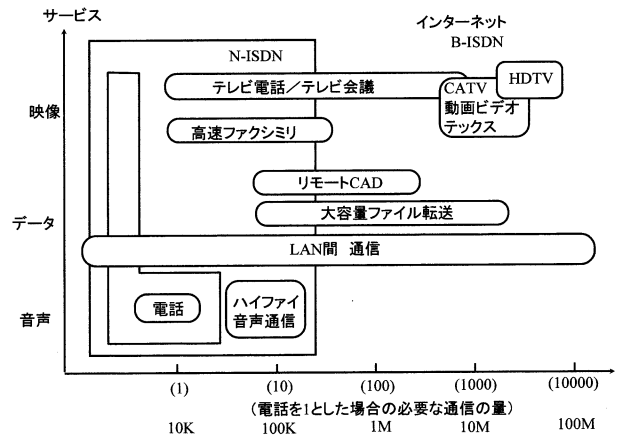 サービス
インターネット
B-ISDN
N-ISDN
映像
テレビ電話／テレビ会議
HDTV
CATV
動画ビデオ
テックス
高速ファクシミリ
リモートCAD
データ
大容量ファイル転送
LAN間 通信
音声
電話
ハイファイ
音声通信
(1) (10) (100) (1000) (10000)
（電話を1とした場合の必要な通信の量）
10K 100K 1M 10M 100M